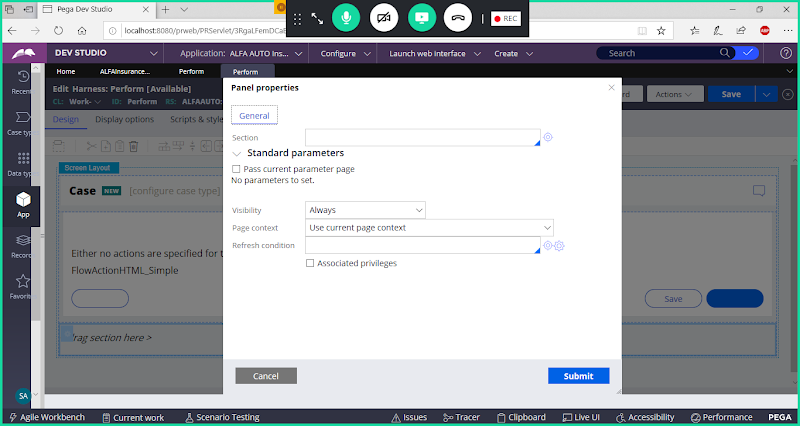 Pega Dev Studio
localhost:8080/prweb/PRServlet/3RgaLFemDCaE
REC
DEV STUDIO
Application: ALFA AUTO Ins...
Configure
Launch web interface
Create
Search
Home
ALFAInsurance...
Perform
Perform
Recent
Edit Harness: Perform [Available]
CL: Work- ID: Perform RS: ALFAAUTO:
Actions
Save
Design
Display options
Scripts & style
Case typ
Data typ
App
Record
Favorite
SA
Screen Layout
Case NEW [configure case type]
Either no actions are specified for t
FlowActionHTML_Simple
Save
rag section here >
Panel properties
General
Section
Standard parameters
Pass current parameter page
No parameters to set.
Visibility
Always
Page context
Use current page context
Refresh condition
Associated privileges
Cancel
Submit
Agile Workbench
Current work
Scenario Testing
Issues
Tracer
Clipboard
Live UI
Accessibility
Performance
PEGA